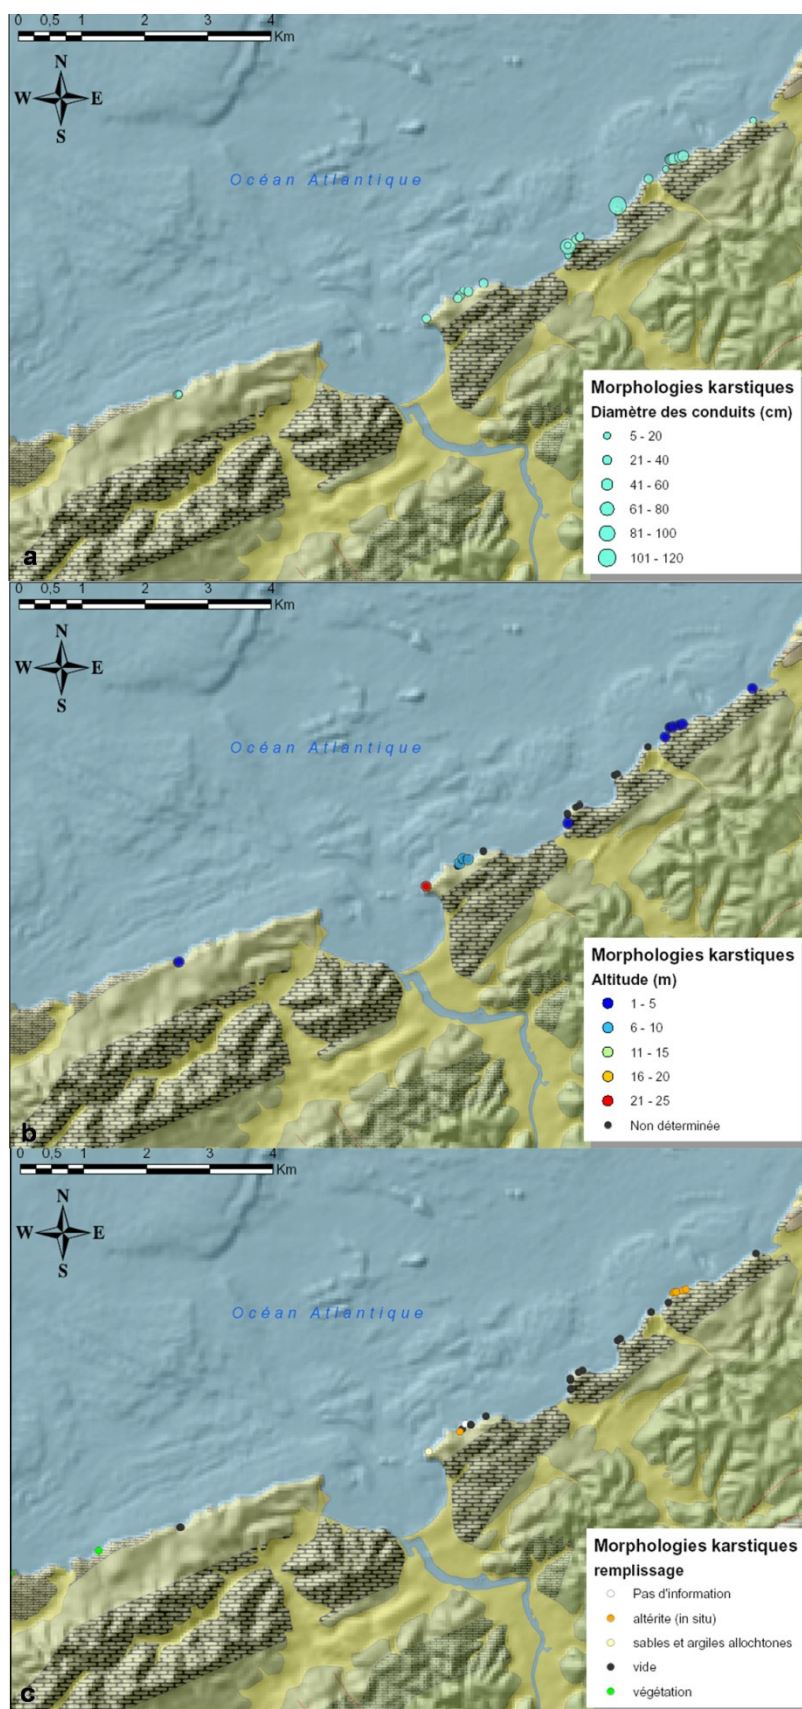 0 0,5 1 2 3 4
Km
N
W E
S
Océan Atlantique
Morphologies karstiques
Diamètre des conduits (cm)
5 - 20
21 - 40
41 - 60
61 - 80
81 - 100
101 - 120
a
0 0,5 1 2 3 4
Km
N
W E
S
Océan Atlantique
Morphologies karstiques
Altitude (m)
1 - 5
6 - 10
11 - 15
16 - 20
21 - 25
Non déterminée
b
0 0,5 1 2 3 4
Km
N
W E
S
Océan Atlantique
Morphologies karstiques
remplissage
Pas d'information
altérite (in situ)
sables et argiles allochtones
vide
végétation
c